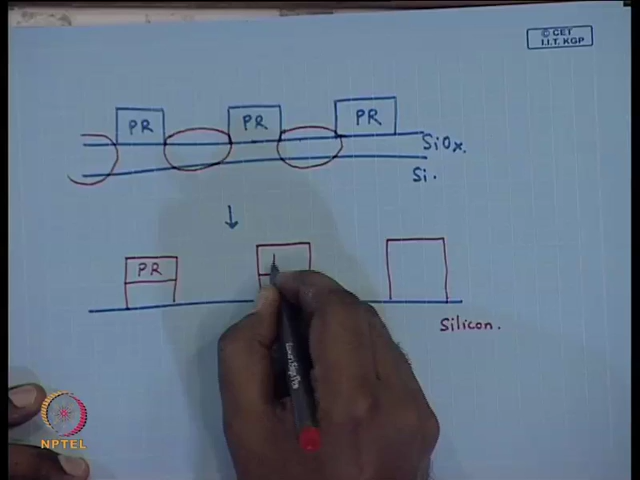 © CET
I.I.T. KGP
PR PR PR
SiOx.
Si.
PR
Silicon.
NPTEL